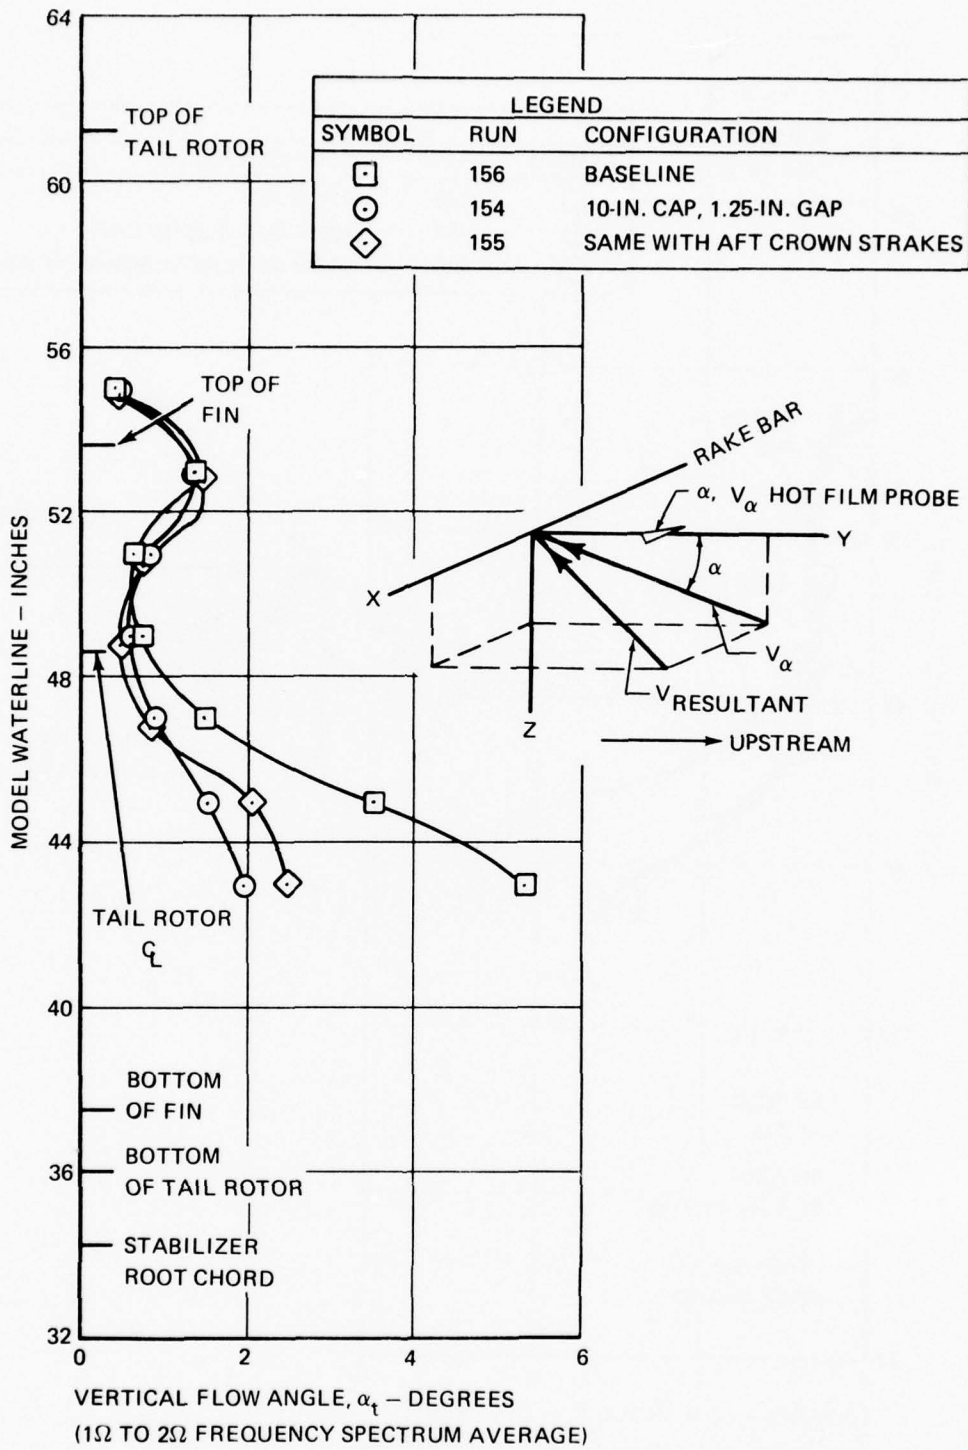 64
TOP OF
TAIL ROTOR
LEGEND
SYMBOL RUN CONFIGURATION
156 BASELINE
154 10-IN. CAP, 1.25-IN. GAP
155 SAME WITH AFT CROWN STRAKES
60
56
TOP OF
FIN
RAKE BAR
α, Vα HOT FILM PROBE
52
Y
α
X
Vα
48
VRESULTANT
Z
UPSTREAM
MODEL WATERLINE – INCHES
44
TAIL ROTOR
℄
40
BOTTOM
OF FIN
36
BOTTOM
OF TAIL ROTOR
STABILIZER
ROOT CHORD
32
0 2 4 6
VERTICAL FLOW ANGLE, αt – DEGREES
(1Ω TO 2Ω FREQUENCY SPECTRUM AVERAGE)